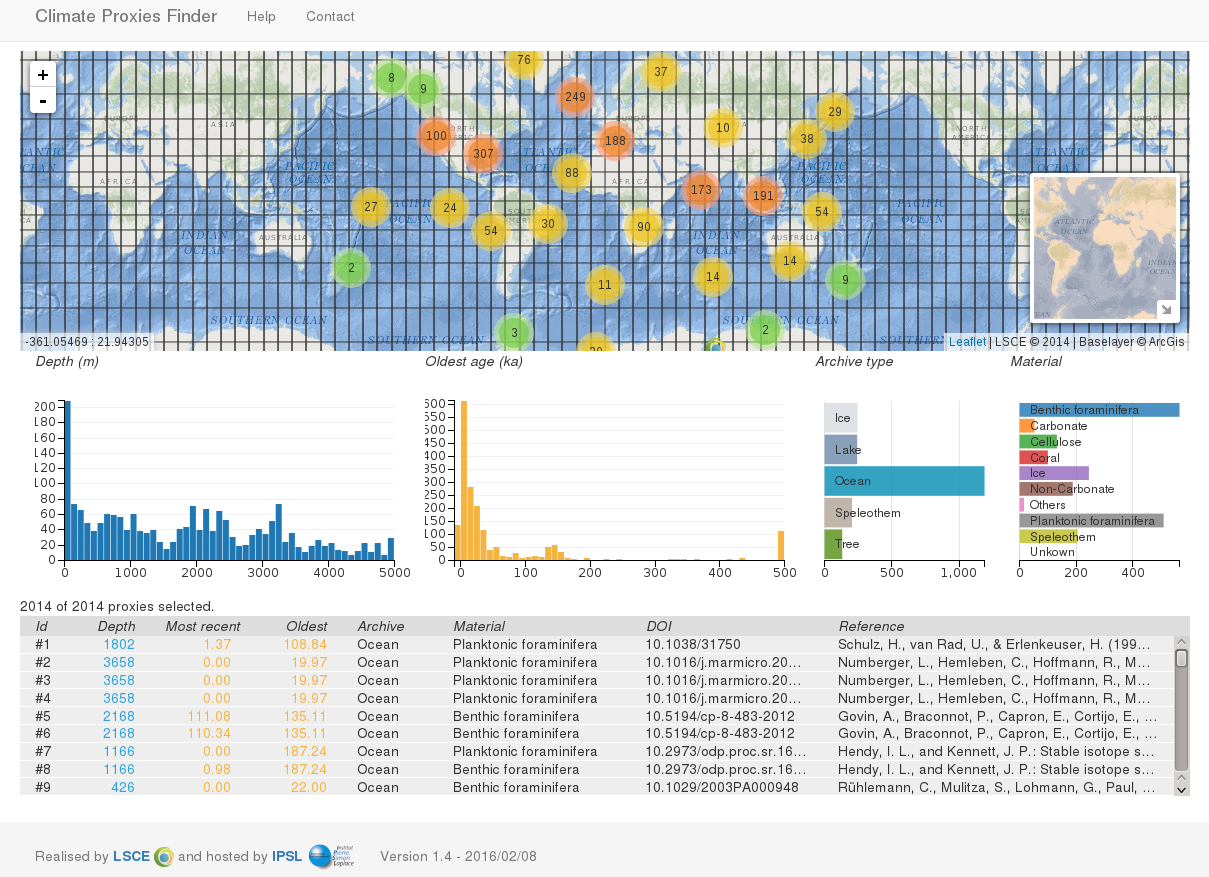 Climate Proxies Finder Help Contact
+
-
76
8
37
9
249
29
EUROPE
ASIA
100
10
188
38
307
ATLANTIC
OCEAN
PACIFIC
OCEAN
88
AFRICA
173
191
27
24
54
54
30
90
INDIAN
OCEAN
AUSTRALIA
2
14
14
11
9
SOUTHERN OCEAN
3
2
SOUTHERN OCEAN
ATLANTIC
OCEAN
INDIAN
-361.05469 : 21.94305
Leaflet | LSCE © 2014 | Baselayer © ArcGis
Depth (m) Oldest age (ka) Archive type Material
200
180
160
140
120
100
80
60
40
20
0
0 1000 2000 3000 4000 5000
600
550
500
450
400
350
300
250
200
150
100
50
0
0 100 200 300 400 500
Ice
Lake
Ocean
Speleothem
Tree
0 500 1,000
Benthic foraminifera
Carbonate
Cellulose
Coral
Ice
Non-Carbonate
Others
Planktonic foraminifera
Speleothem
Unkown
0 200 400
2014 of 2014 proxies selected.
Id Depth Most recent Oldest Archive Material DOI Reference
#1 1802 1.37 108.84 Ocean Planktonic foraminifera 10.1038/31750 Schulz, H., van Rad, U., & Erlenkeuser, H. (199...
#2 3658 0.00 19.97 Ocean Planktonic foraminifera 10.1016/j.marmicro.20... Numberger, L., Hemleben, C., Hoffmann, R., M...
#3 3658 0.00 19.97 Ocean Planktonic foraminifera 10.1016/j.marmicro.20... Numberger, L., Hemleben, C., Hoffmann, R., M...
#4 3658 0.00 19.97 Ocean Planktonic foraminifera 10.1016/j.marmicro.20... Numberger, L., Hemleben, C., Hoffmann, R., M...
#5 2168 111.08 135.11 Ocean Benthic foraminifera 10.5194/cp-8-483-2012 Govin, A., Braconnot, P., Capron, E., Cortijo, E., ...
#6 2168 110.34 135.11 Ocean Benthic foraminifera 10.5194/cp-8-483-2012 Govin, A., Braconnot, P., Capron, E., Cortijo, E., ...
#7 1166 0.00 187.24 Ocean Planktonic foraminifera 10.2973/odp.proc.sr.16... Hendy, I. L., and Kennett, J. P.: Stable isotope s...
#8 1166 0.98 187.24 Ocean Benthic foraminifera 10.2973/odp.proc.sr.16... Hendy, I. L., and Kennett, J. P.: Stable isotope s...
#9 426 0.00 22.00 Ocean Benthic foraminifera 10.1029/2003PA000948 Rühlemann, C., Mulitza, S., Lohmann, G., Paul, ...
Realised by LSCE and hosted by IPSL Institut Pierre Simon Laplace Version 1.4 - 2016/02/08